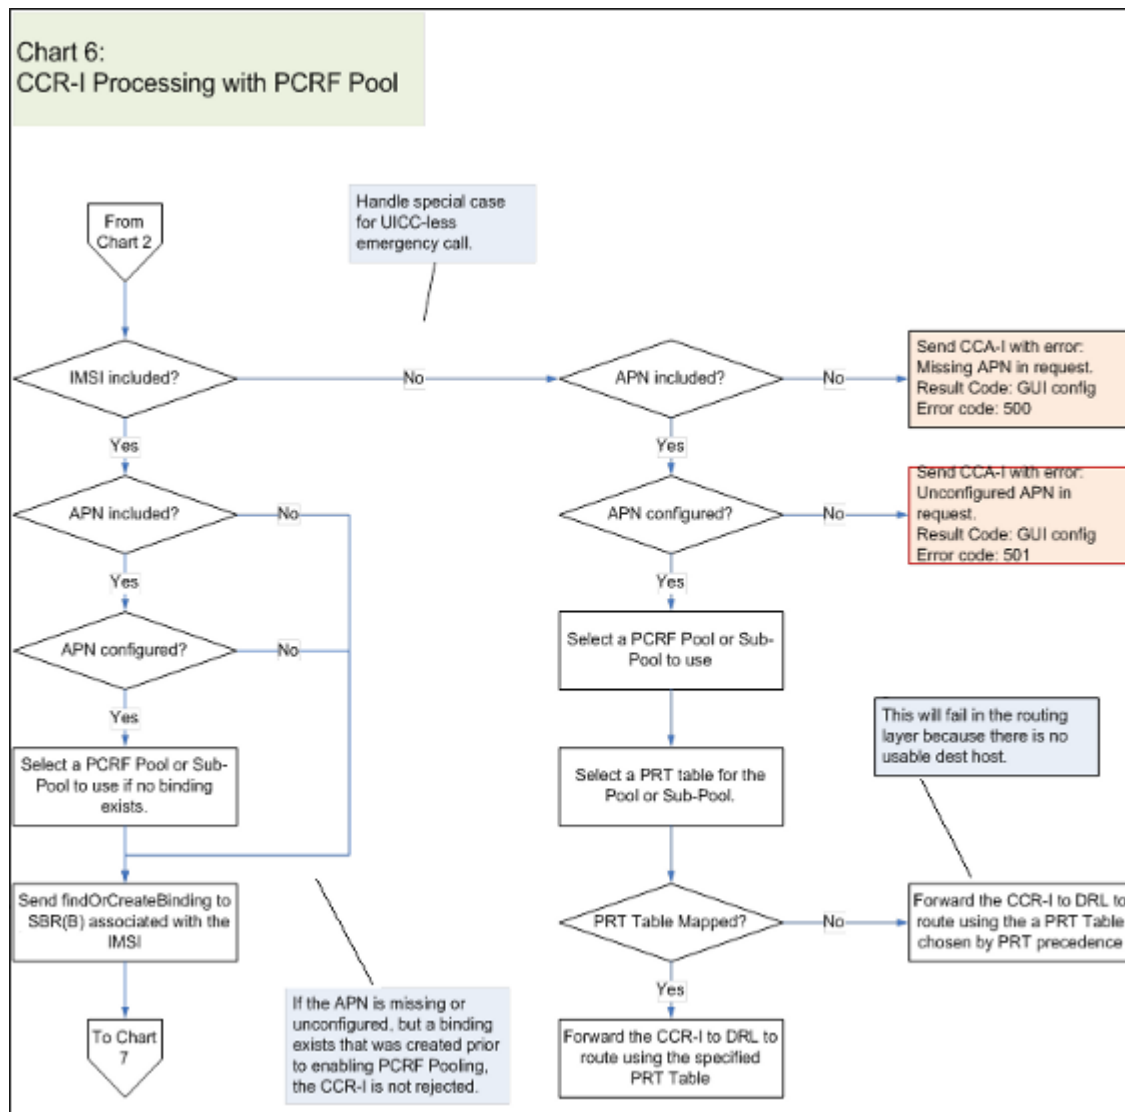 Chart 6:
CCR-I Processing with PCRF Pool
From
Chart 2
Handle special case
for UICC-less
emergency call.
IMSI included?
No
APN included?
No
Send CCA-I with error:
Missing APN in request.
Result Code: GUI config
Error code: 500
Yes
Yes
APN included?
No
APN configured?
No
Send CCA-I with error:
Unconfigured APN in
request.
Result Code: GUI config
Error code: 501
Yes
Yes
APN configured?
No
Select a PCRF Pool or Sub-
Pool to use
Yes
Select a PCRF Pool or Sub-
Pool to use if no binding
exists.
Select a PRT table for the
Pool or Sub-Pool.
This will fail in the routing
layer because there is no
usable dest host.
Send findOrCreateBinding to
SBR(B) associated with the
IMSI
PRT Table Mapped?
No
Forward the CCR-I to DRL to
route using the a PRT Table
chosen by PRT precedence
Yes
To Chart
7
If the APN is missing or
unconfigured, but a binding
exists that was created prior
to enabling PCRF Pooling,
the CCR-I is not rejected.
Forward the CCR-I to DRL to
route using the specified
PRT Table